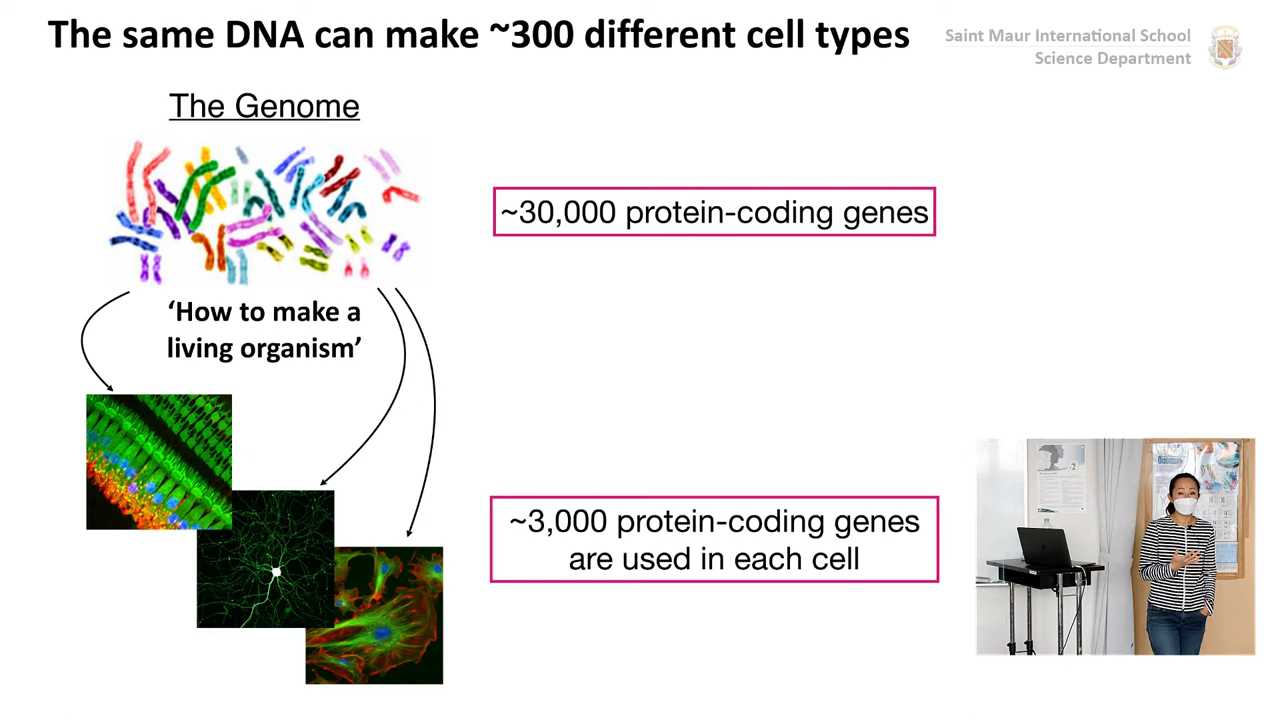 The same DNA can make ~300 different cell types
Saint Maur International School
Science Department
The Genome
~30,000 protein-coding genes
‘How to make a
living organism’
~3,000 protein-coding genes
are used in each cell